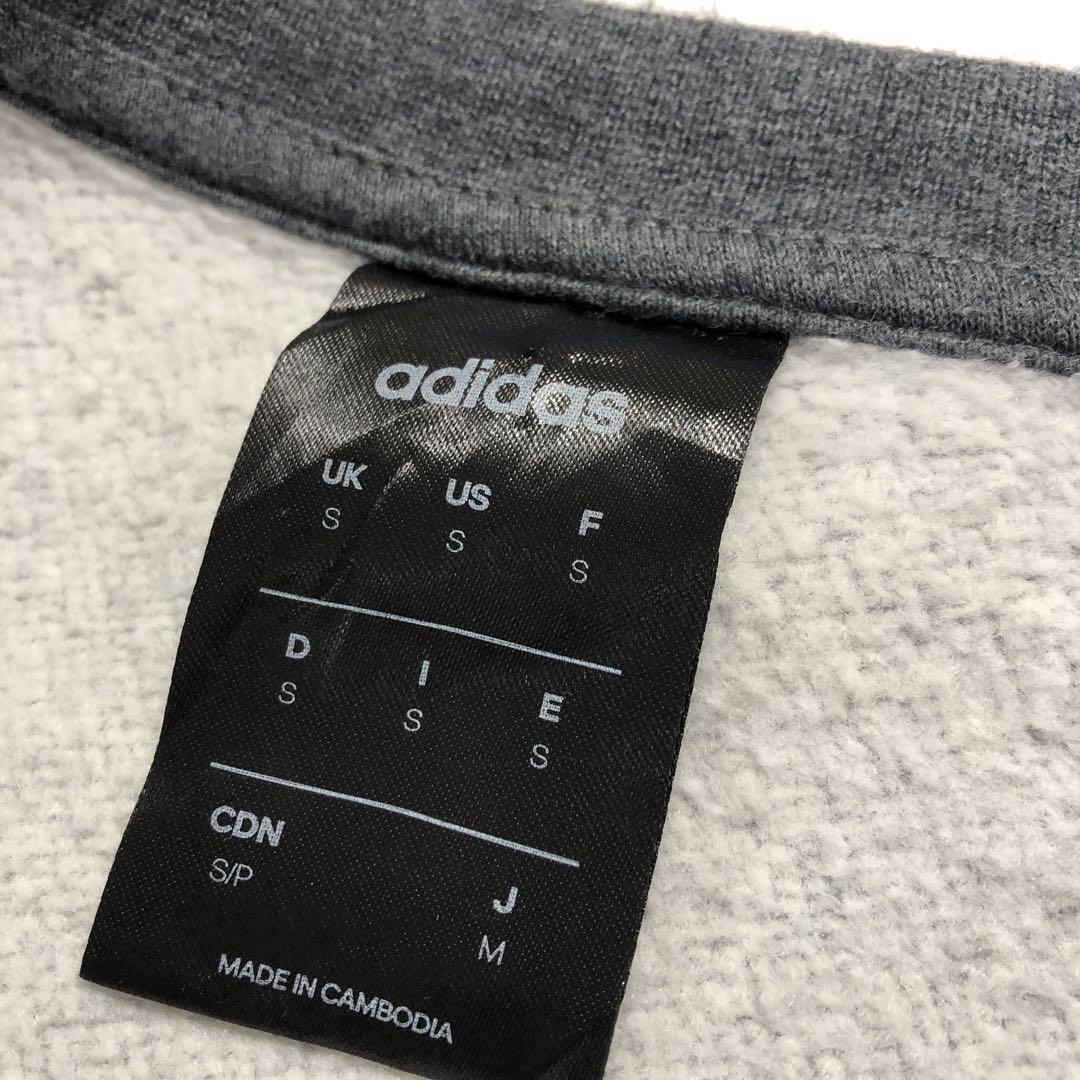 adidas
UK US F
S S S
D I E
S S S
CDN J
S/P M
MADE IN CAMBODIA